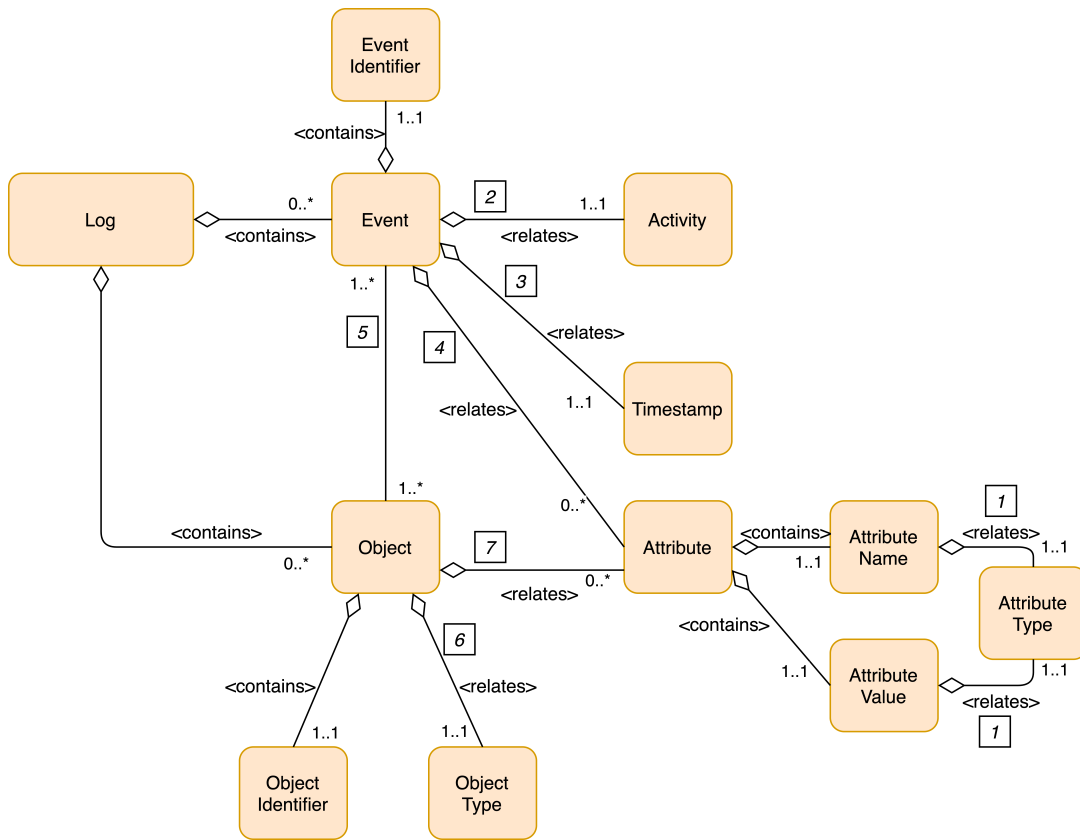 Event
Identifier
1..1
<contains>
Log
0..*
<contains>
Event
2
1..1
<relates>
Activity
3
<relates>
1..1
Timestamp
1..*
5
4
<relates>
0..*
1..*
<contains>
0..*
Object
7
0..*
<relates>
Attribute
<contains>
1..1
Attribute
Name
1
<relates>
1..1
Attribute
Type
<contains>
1..1
Attribute
Value
1..1
<relates>
1
6
<contains>
1..1
<relates>
1..1
Object
Identifier
Object
Type